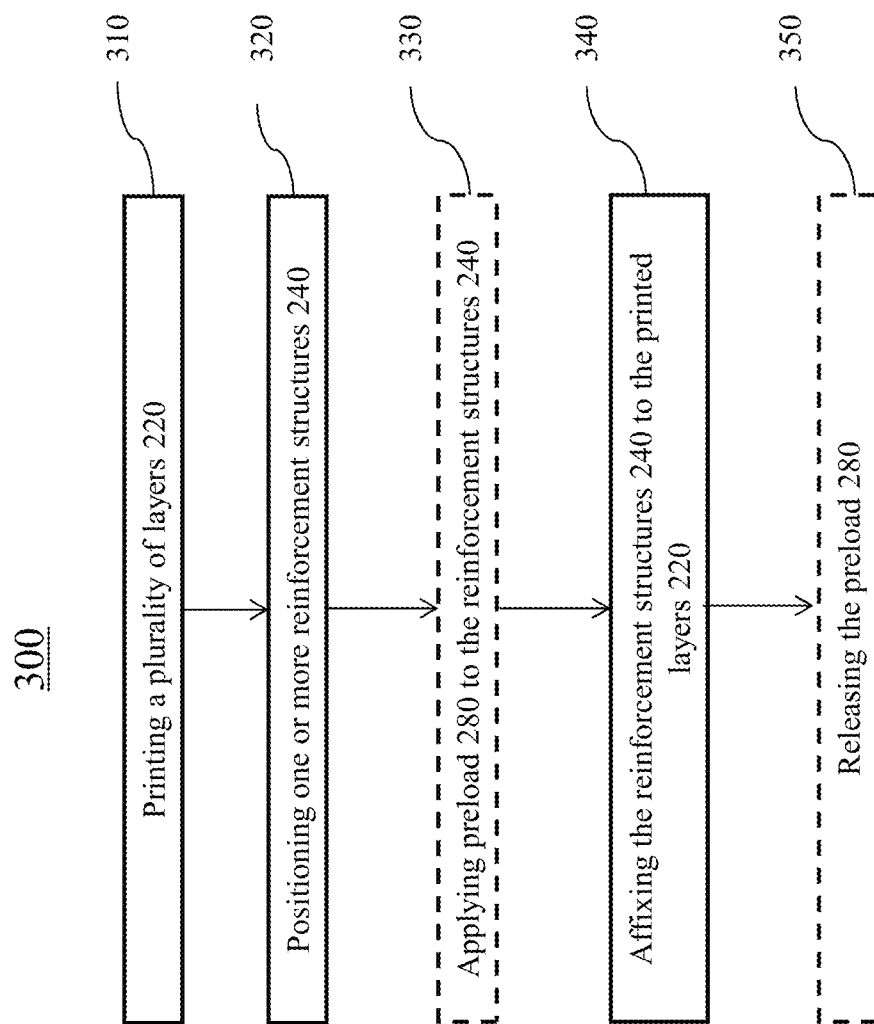 300
Printing a plurality of layers 220
310
Positioning one or more reinforcement structures 240
320
Applying preload 280 to the reinforcement structures 240
330
Affixing the reinforcement structures 240 to the printed
layers 220
340
Releasing the preload 280
350